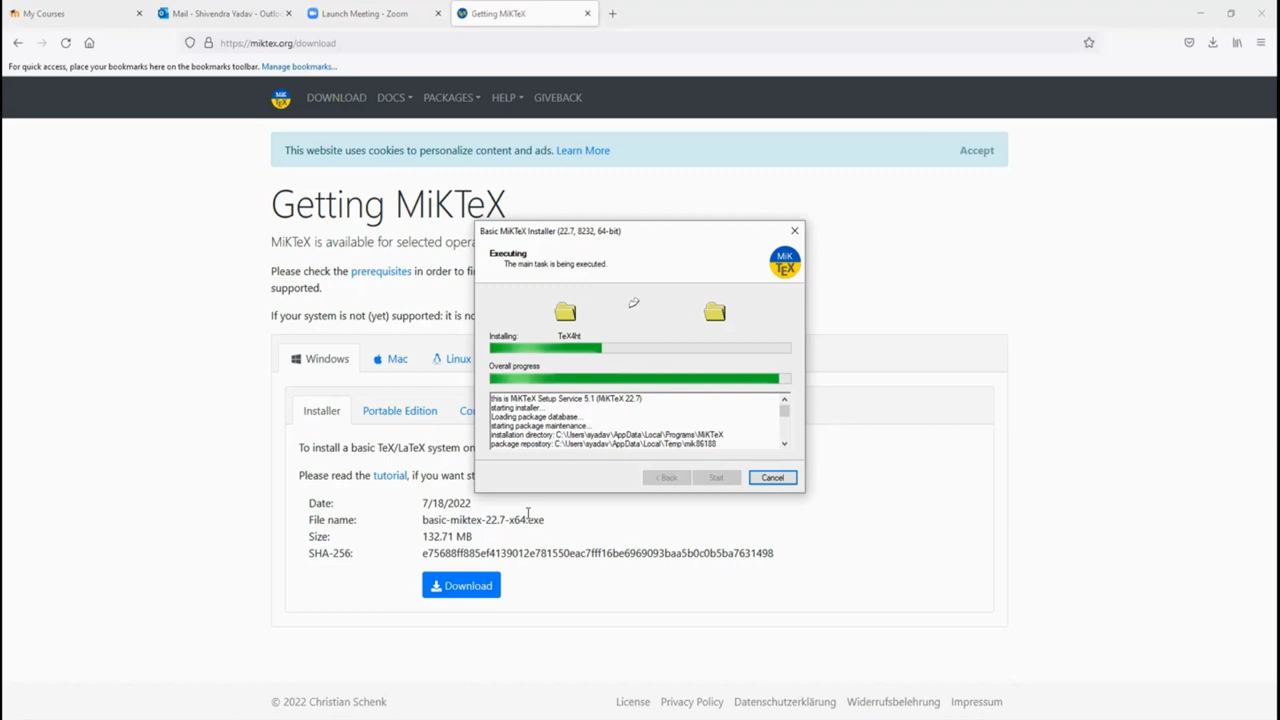 My Courses
Mail - Shivendra Yadav - Outlo
Launch Meeting - Zoom
Getting MiKTeX
https://miktex.org/download
For quick access, place your bookmarks here on the bookmarks toolbar. Manage bookmarks...
MiK TEX
DOWNLOAD DOCS PACKAGES HELP GIVEBACK
This website uses cookies to personalize content and ads. Learn More
Accept
Getting MiKTeX
MiKTeX is available for selected opera
Please check the prerequisites in order to fi
supported.
If your system is not (yet) supported: it is no
Windows Mac Linux
Installer Portable Edition Co
To install a basic TeX/LaTeX system on
Please read the tutorial, if you want st
Date: 7/18/2022
File name: basic-miktex-22.7-x64.exe
Size: 132.71 MB
SHA-256: e75688ff885ef4139012e781550eac7fff16be6969093baa5b0c0b5ba7631498
Download
Basic MiKTeX Installer (22.7, 8232, 64-bit)
Executing
The main task is being executed.
MiK
TEX
Installing: TeX4ht
Overall progress
this is MiKTeX Setup Service 5.1 (MiKTeX 22.7)
starting installer...
Loading package database...
starting package maintenance...
installation directory: C:\Users\syadav\AppData\Local\Programs\MiKTeX
package repository: C:\Users\syadav\AppData\Local\Temp\mik86188
< Back Start Cancel
© 2022 Christian Schenk
License Privacy Policy Datenschutzerklärung Widerrufsbelehrung Impressum